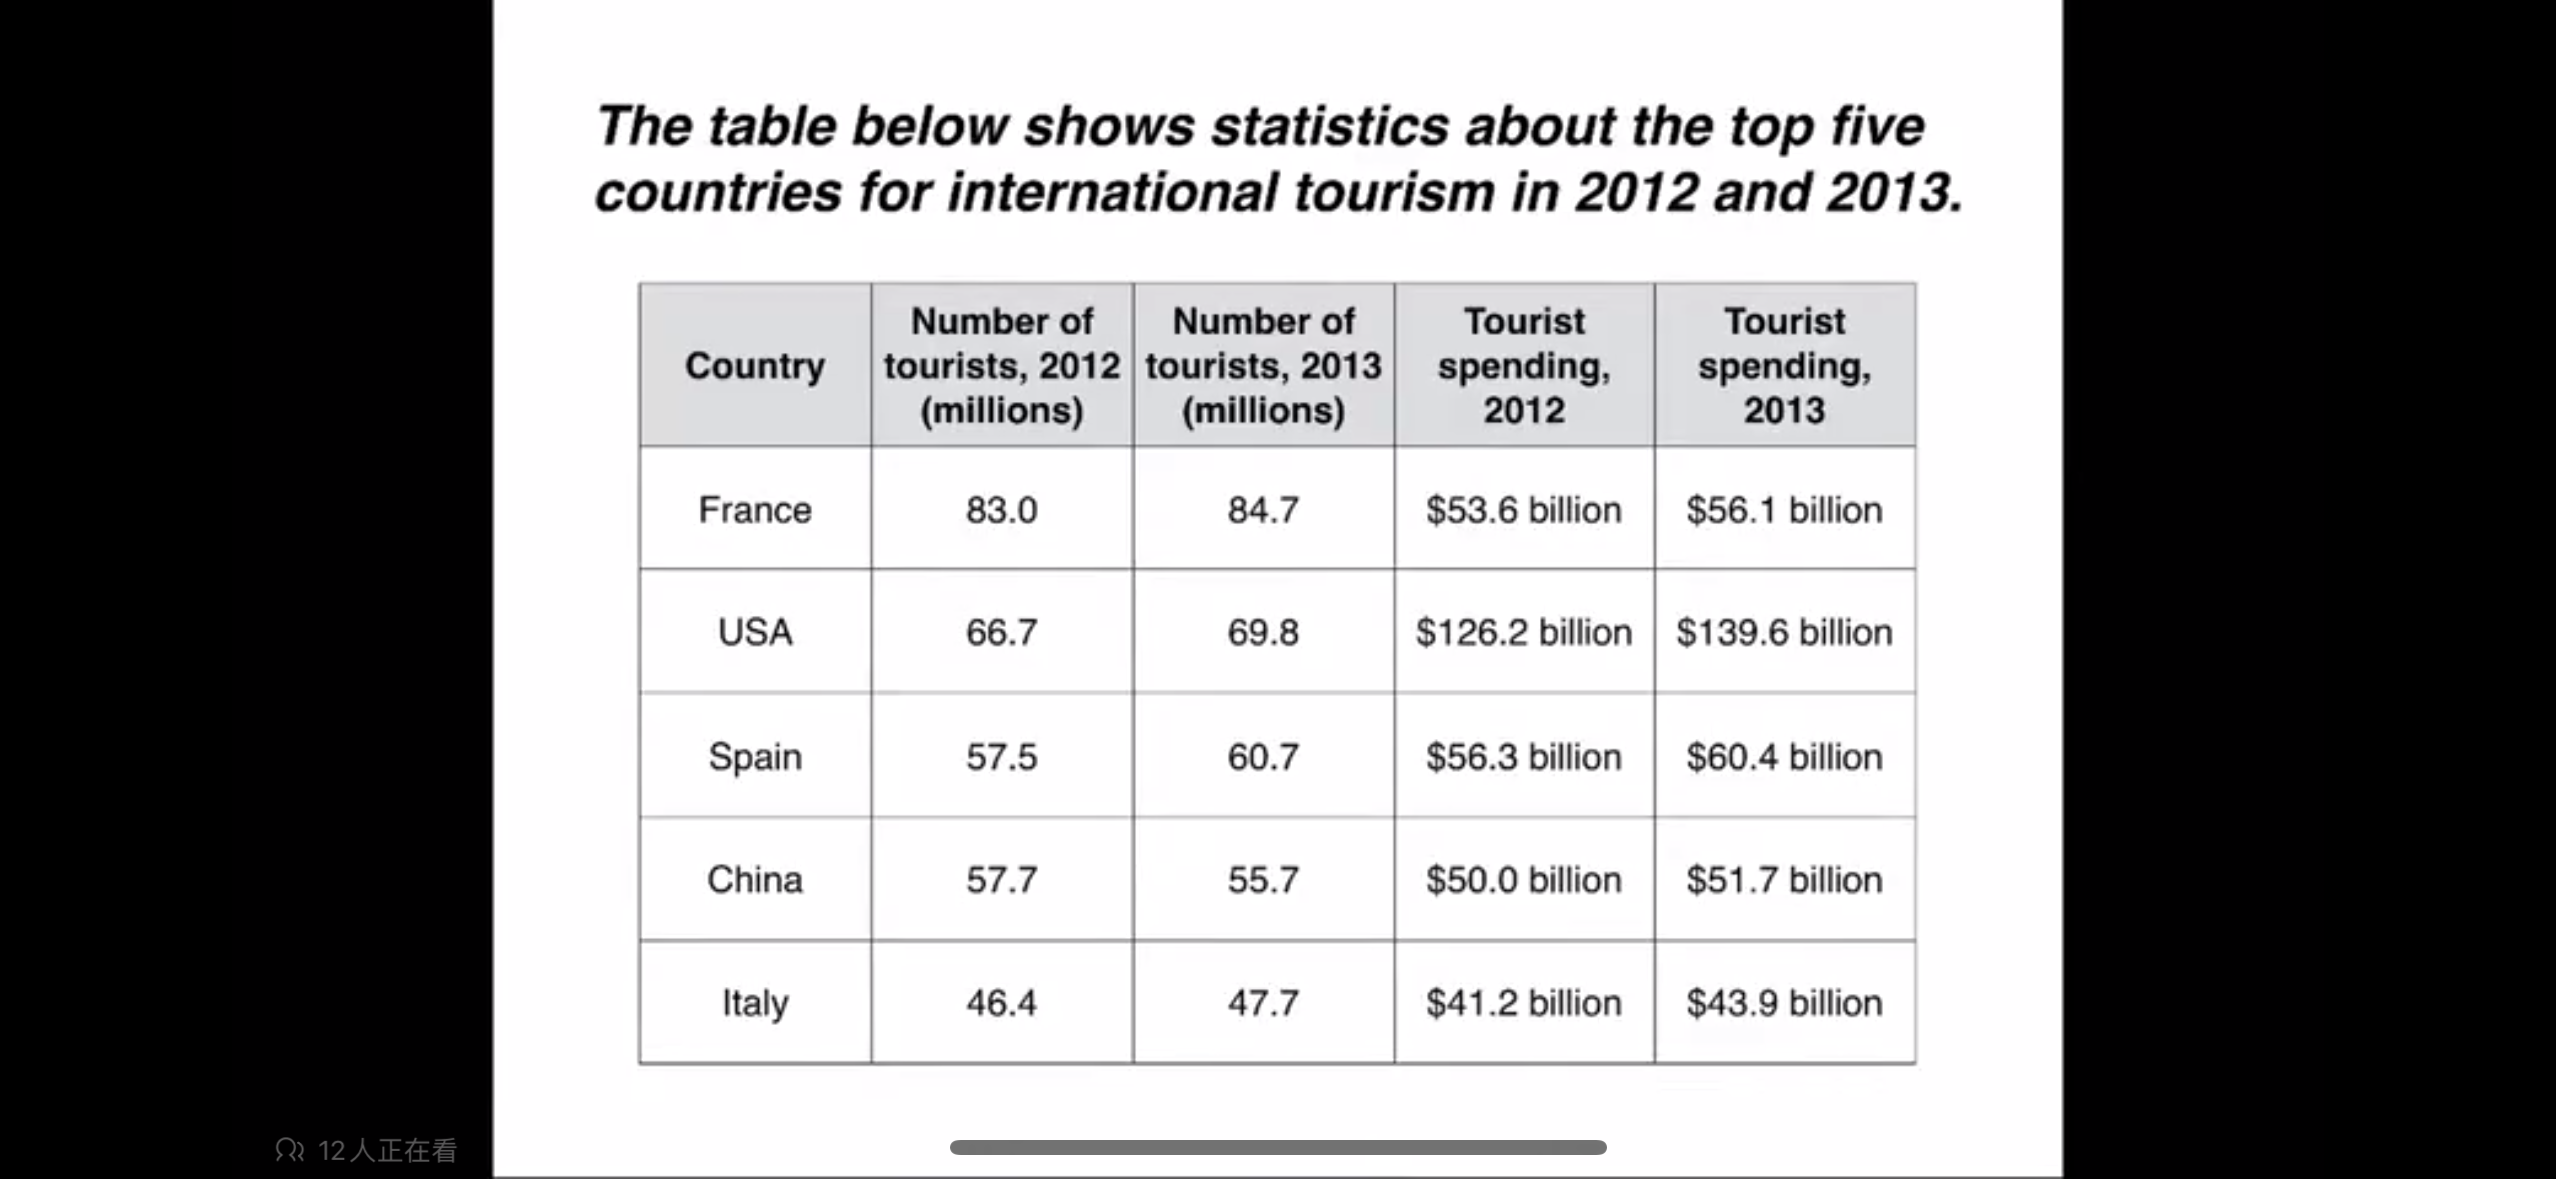 The table below shows statistics about the top five
countries for international tourism in 2012 and 2013.
Country
Number of
tourists, 2012
(millions)
Number of
tourists, 2013
(millions)
Tourist
spending,
2012
Tourist
spending,
2013
France 83.0 84.7 $53.6 billion $56.1 billion
USA 66.7 69.8 $126.2 billion $139.6 billion
Spain 57.5 60.7 $56.3 billion $60.4 billion
China 57.7 55.7 $50.0 billion $51.7 billion
Italy 46.4 47.7 $41.2 billion $43.9 billion
12人正在看